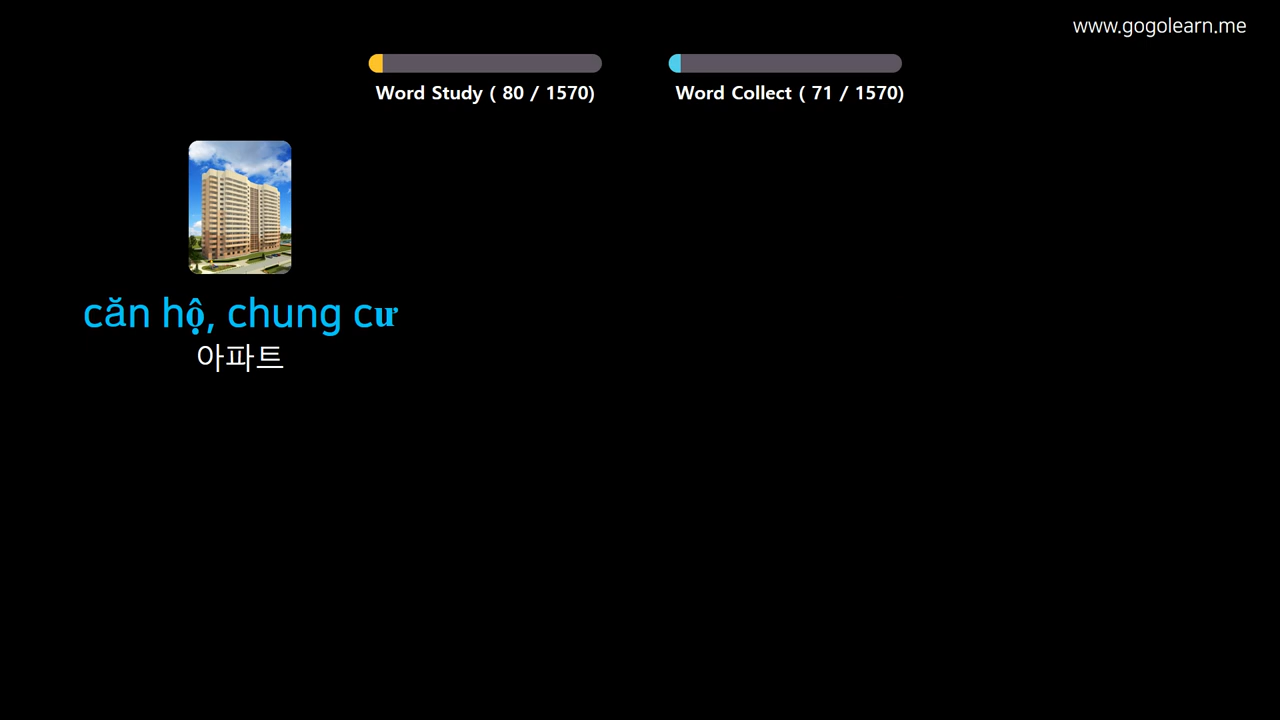 www.gogolearn.me
Word Study ( 80 / 1570)
Word Collect ( 71 / 1570)
căn hộ, chung cư
아파트